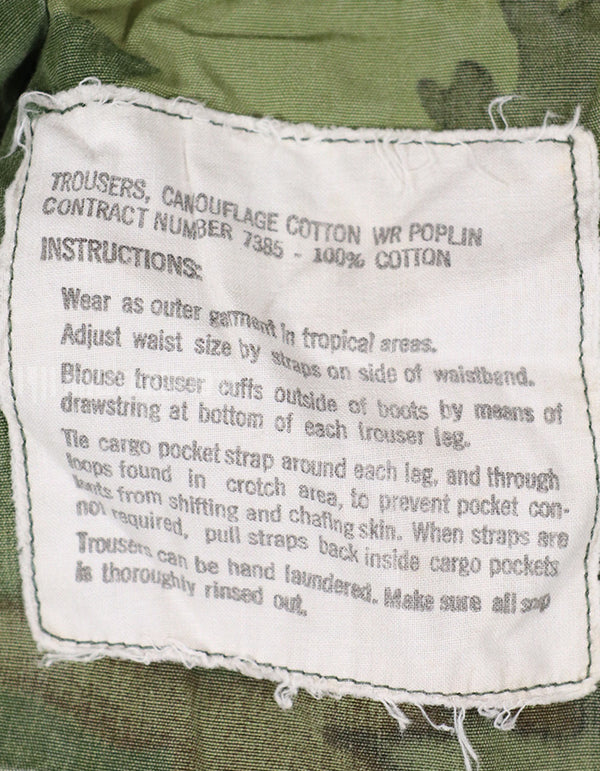 TROUSERS, CANOUFLAGE COTTON WR POPLIN
CONTRACT NUMBER 7385 - 100% COTTON
INSTRUCTIONS:
Wear as outer garment in tropical areas.
Adjust waist size by straps on side of waistband.
Blouse trouser cuffs outside of boots by means of
drawstring at bottom of each trouser leg.
Tie cargo pocket strap around each leg, and through
loops found in crotch area, to prevent pocket con-
tents from shifting and chafing skin. When straps are
not required, pull straps back inside cargo pockets
Trousers can be hand laundered. Make sure all soap
is thoroughly rinsed out.